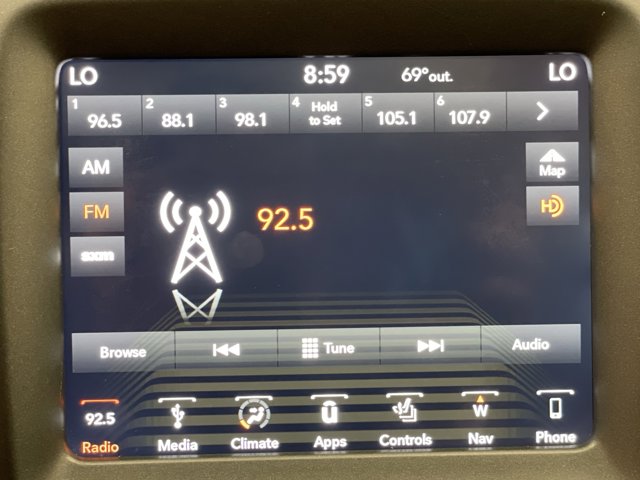 LO 8:59 69°out. LO
1 96.5 2 88.1 3 98.1 4 Hold to Set 5 105.1 6 107.9
AM
Map
FM
92.5
HD
sxm
Browse Tune Audio
92.5 W
Radio Media Climate Apps Controls Nav Phone